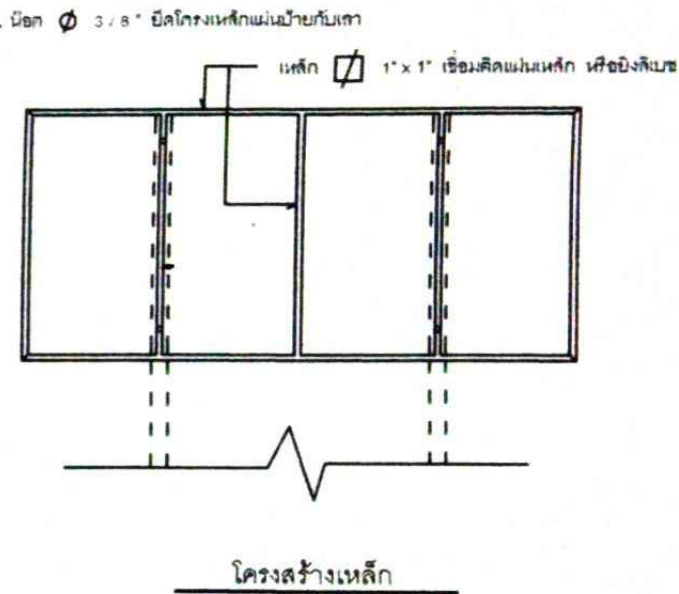 น๊อต Ø 3/8" ยึดโครงเหล็กแผ่นป้ายกับเสา
เหล็ก 1" x 1" เชื่อมติดแผ่นเหล็ก หรือยิงรีเบท
โครงสร้างเหล็ก